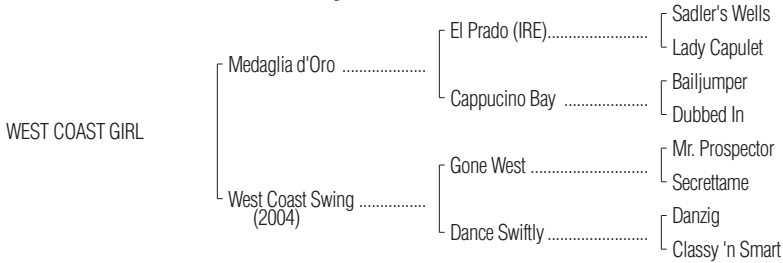 Sadler's Wells
El Prado (IRE)......................
Lady Capulet
Medaglia d'Oro ....................
Bailjumper
Cappucino Bay ....................
Dubbed In
WEST COAST GIRL
Mr. Prospector
Gone West ............................
Secrettame
West Coast Swing ................
(2004)
Danzig
Dance Swiftly ........................
Classy 'n Smart